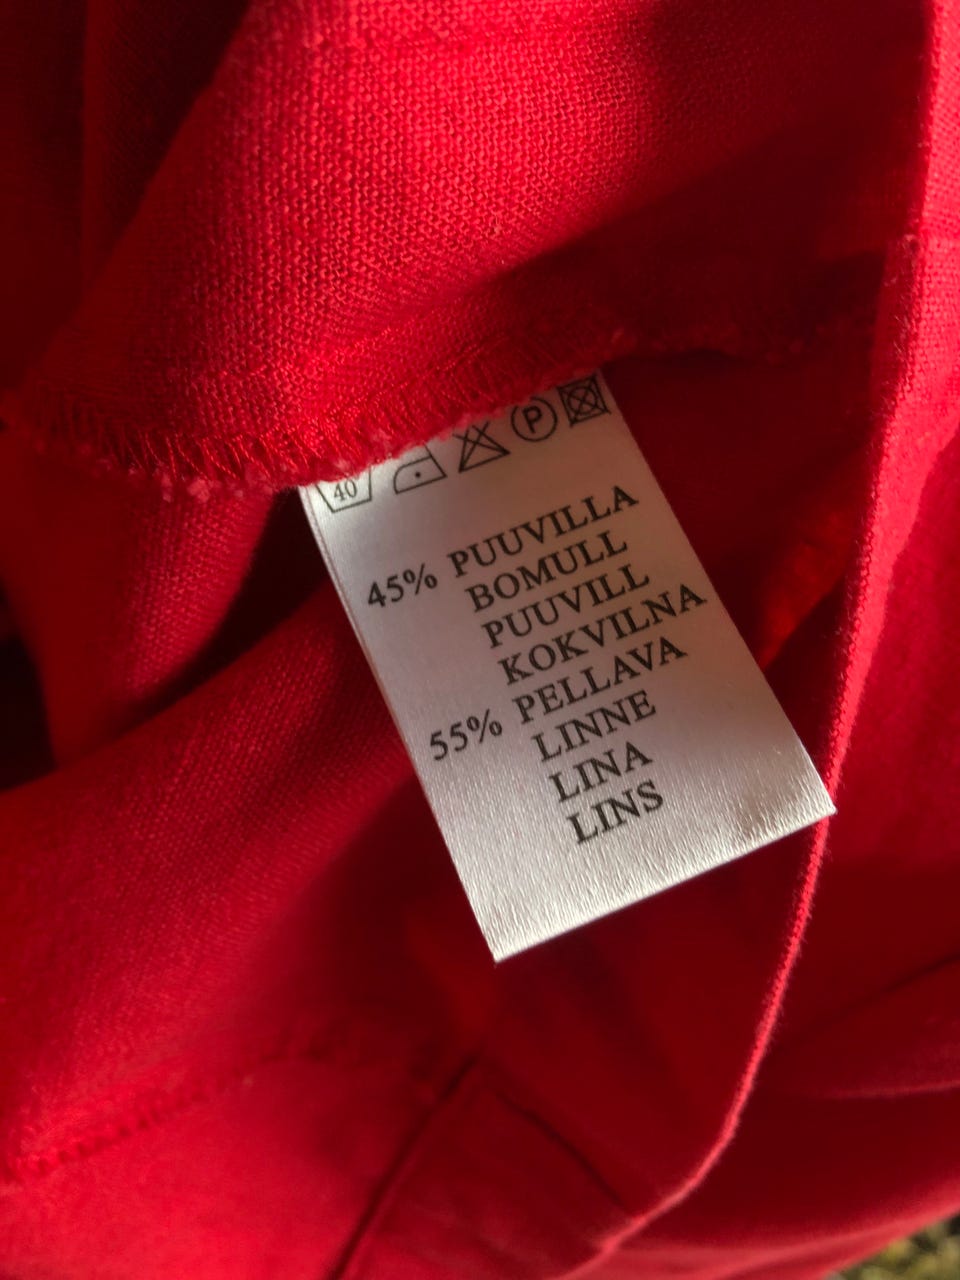 40 P
45% PUUVILLA
BOMULL
PUUVILL
KOKVILNA
55% PELLAVA
LINNE
LINA
LINS